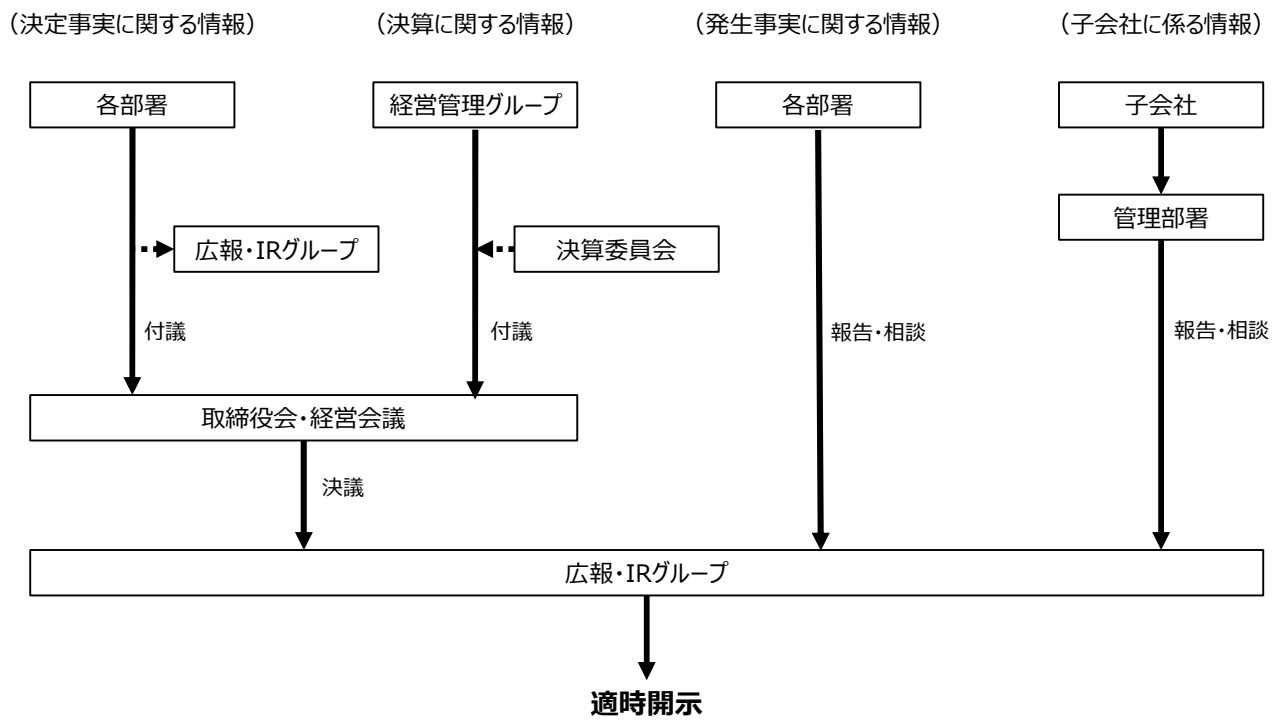 （決定事実に関する情報）
（決算に関する情報）
（発生事実に関する情報）
（子会社に係る情報）
各部署
経営管理グループ
各部署
子会社
管理部署
広報・IRグループ
決算委員会
付議
付議
報告・相談
報告・相談
取締役会・経営会議
決議
広報・IRグループ
適時開示